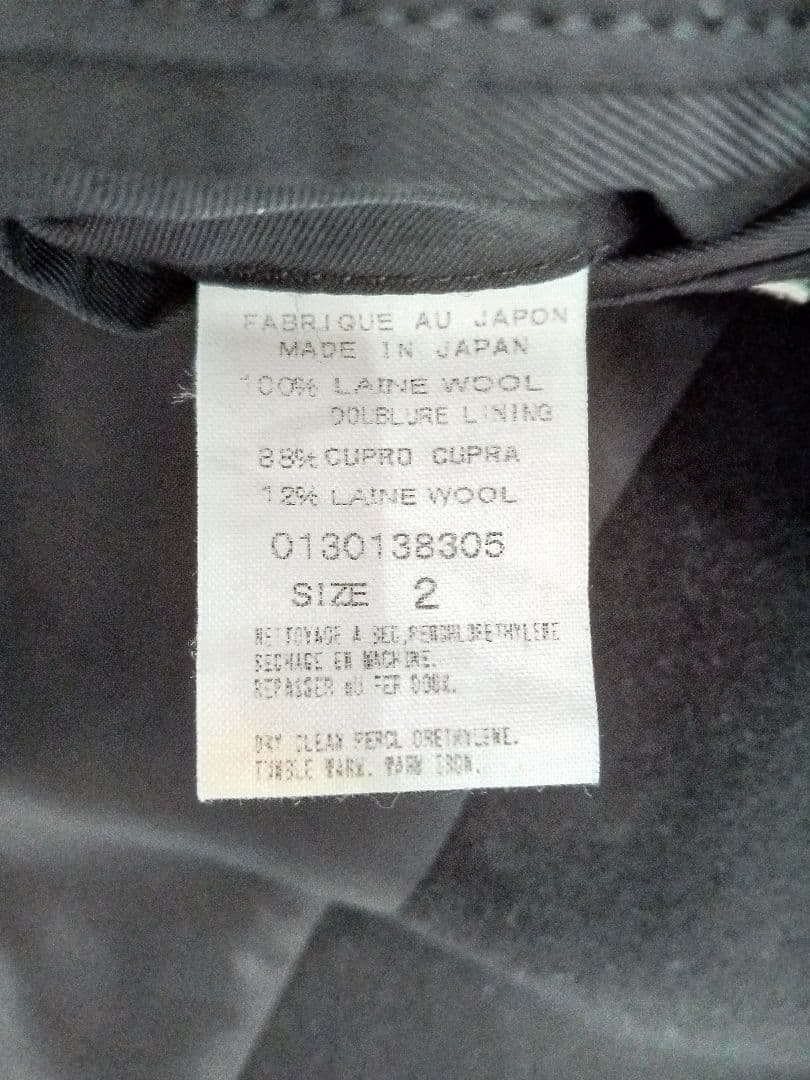 FABRIQUE AU JAPON
MADE IN JAPAN
100% LAINE WOOL
DOUBLURE LINING
88% CUPRO CUPRA
12% LAINE WOOL
0130138305
SIZE 2
NETTOYAGE A SEC,PERCHLORETHYLENE
SECHAGE EN MACHINE.
REPASSER AU FER DOUX.
DRY CLEAN PERCLORETHYLENE.
TUMBLE WARM. WARM IRON.